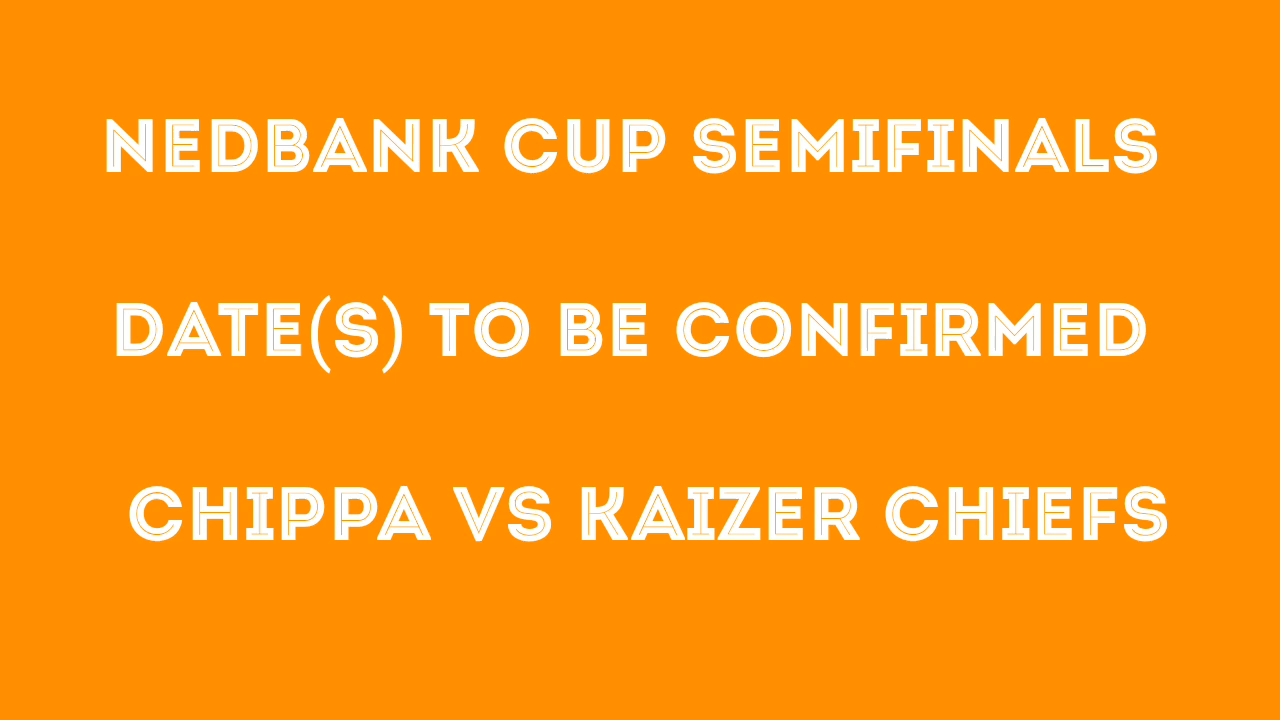 NEDBANK CUP SEMIFINALS
DATE(S) TO BE CONFIRMED
CHIPPA VS KAIZER CHIEFS